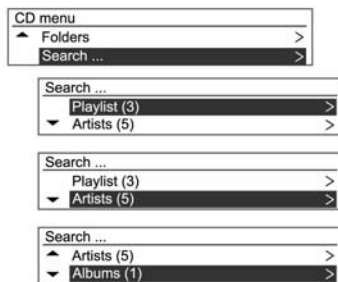 CD menu
Folders >
Search ... >
Search ...
Playlist (3) >
Artists (5) >
Search ...
Playlist (3) >
Artists (5) >
Search ...
Artists (5) >
Albums (1) >